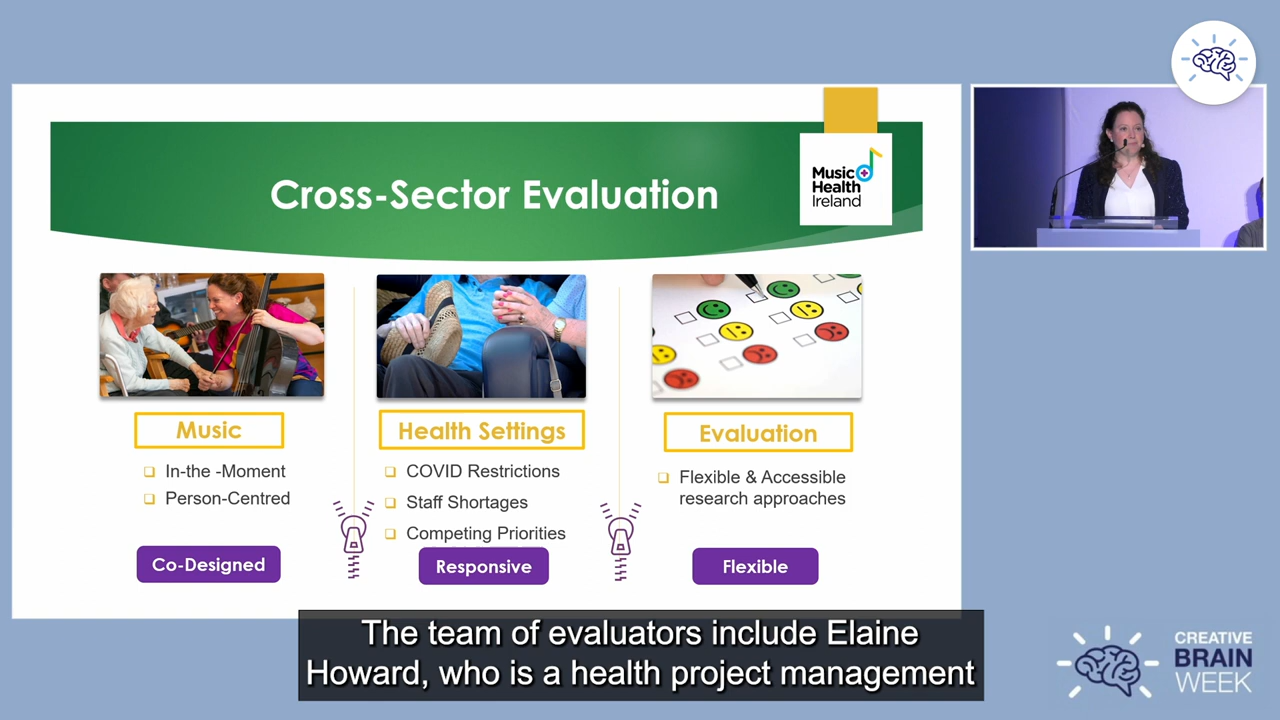 Cross-Sector Evaluation
Music
Health
Ireland
Music
In-the -Moment
Person-Centred
Co-Designed
Health Settings
COVID Restrictions
Staff Shortages
Competing Priorities
Responsive
Evaluation
Flexible & Accessible
research approaches
Flexible
The team of evaluators include Elaine
Howard, who is a health project management
CREATIVE
BRAIN
WEEK